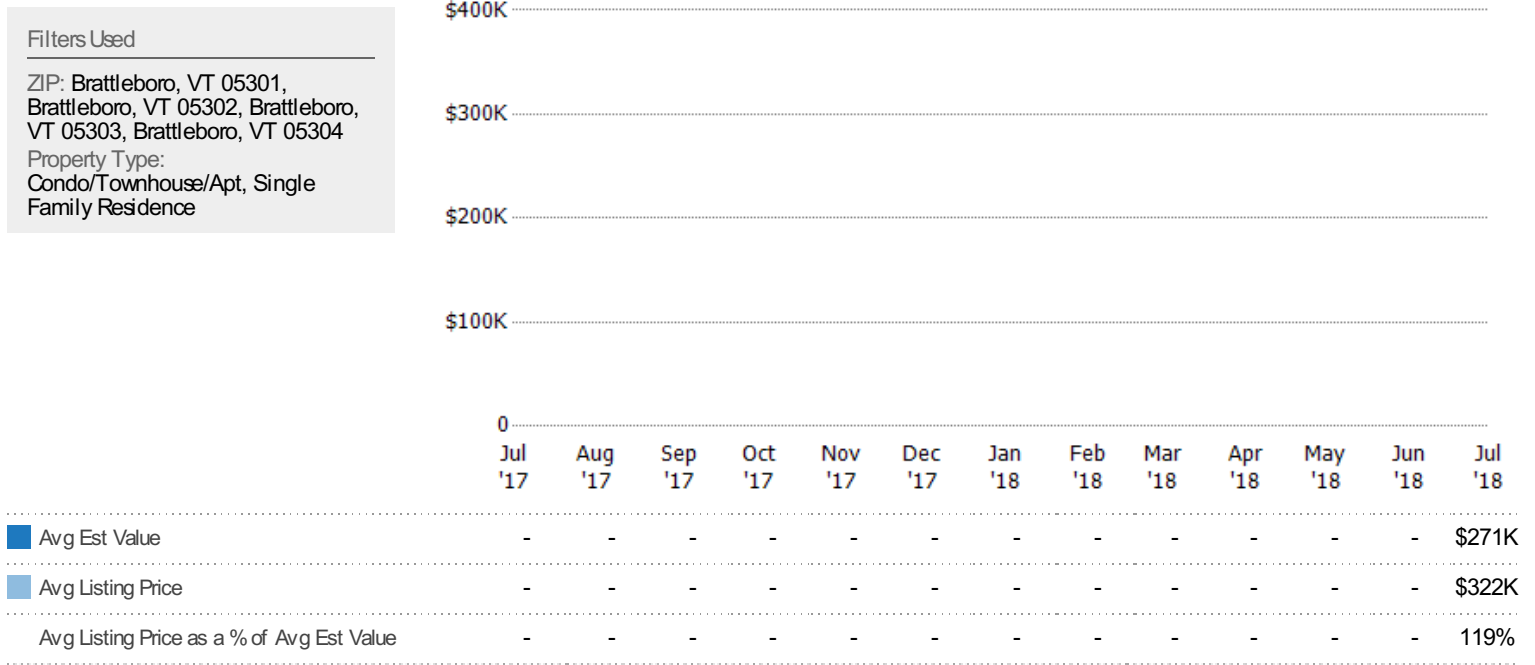 Filters Used
ZIP: Brattleboro, VT 05301,
Brattleboro, VT 05302, Brattleboro,
VT 05303, Brattleboro, VT 05304
Property Type:
Condo/Townhouse/Apt, Single
Family Residence
$400K
$300K
$200K
$100K
0
Jul Aug Sep Oct Nov Dec Jan Feb Mar Apr May Jun Jul
'17 '17 '17 '17 '17 '17 '18 '18 '18 '18 '18 '18 '18
Avg Est Value - - - - - - - - - - - - $271K
Avg Listing Price - - - - - - - - - - - - $322K
Avg Listing Price as a % of Avg Est Value - - - - - - - - - - - - 119%